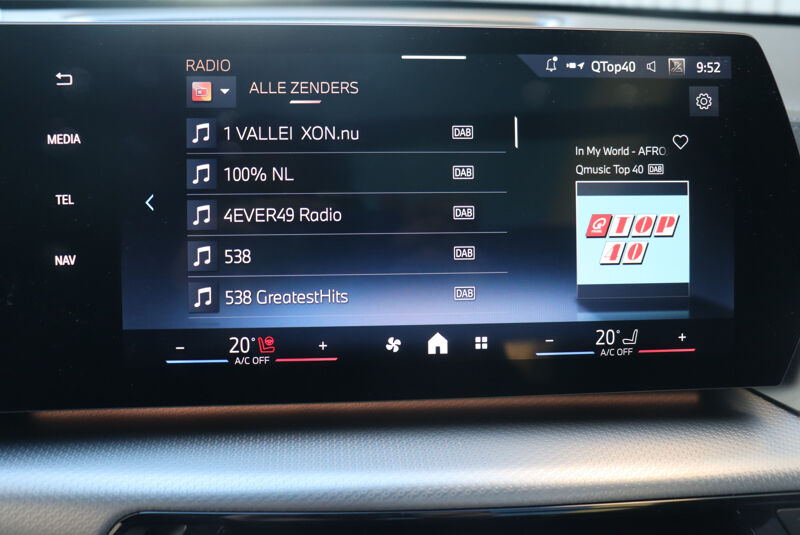 RADIO
QTop40
9:52
ALLE ZENDERS
MEDIA
TEL
NAV
1 VALLEI XON.nu DAB
100% NL DAB
4EVER49 Radio DAB
538 DAB
538 GreatestHits DAB
In My World - AFRO
Qmusic Top 40 DAB
Q MUSIC TOP
40
− 20° +
A/C OFF
− 20° +
A/C OFF